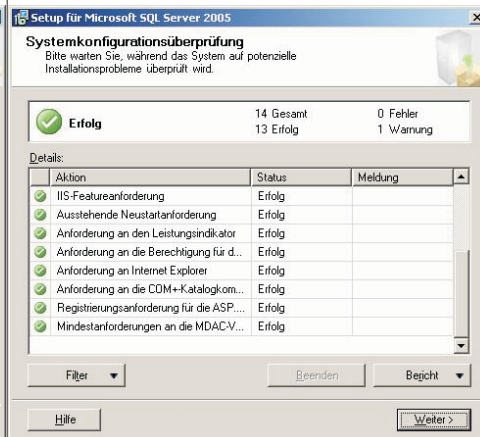 Setup für Microsoft SQL Server 2005
Systemkonfigurationsüberprüfung
Bitte warten Sie, während das System auf potenzielle
Installationsprobleme überprüft wird.
Erfolg
14 Gesamt 0 Fehler
13 Erfolg 1 Warnung
Details:
Aktion Status Meldung
IIS-Featureanforderung Erfolg
Ausstehende Neustartanforderung Erfolg
Anforderung an den Leistungsindikator Erfolg
Anforderung an die Berechtigung für d... Erfolg
Anforderung an Internet Explorer Erfolg
Anforderung an die COM+-Katalogkom... Erfolg
Registrierungsanforderung für die ASP.... Erfolg
Mindestanforderungen an die MDAC-V... Erfolg
Filter Beenden Bericht
Hilfe Weiter >